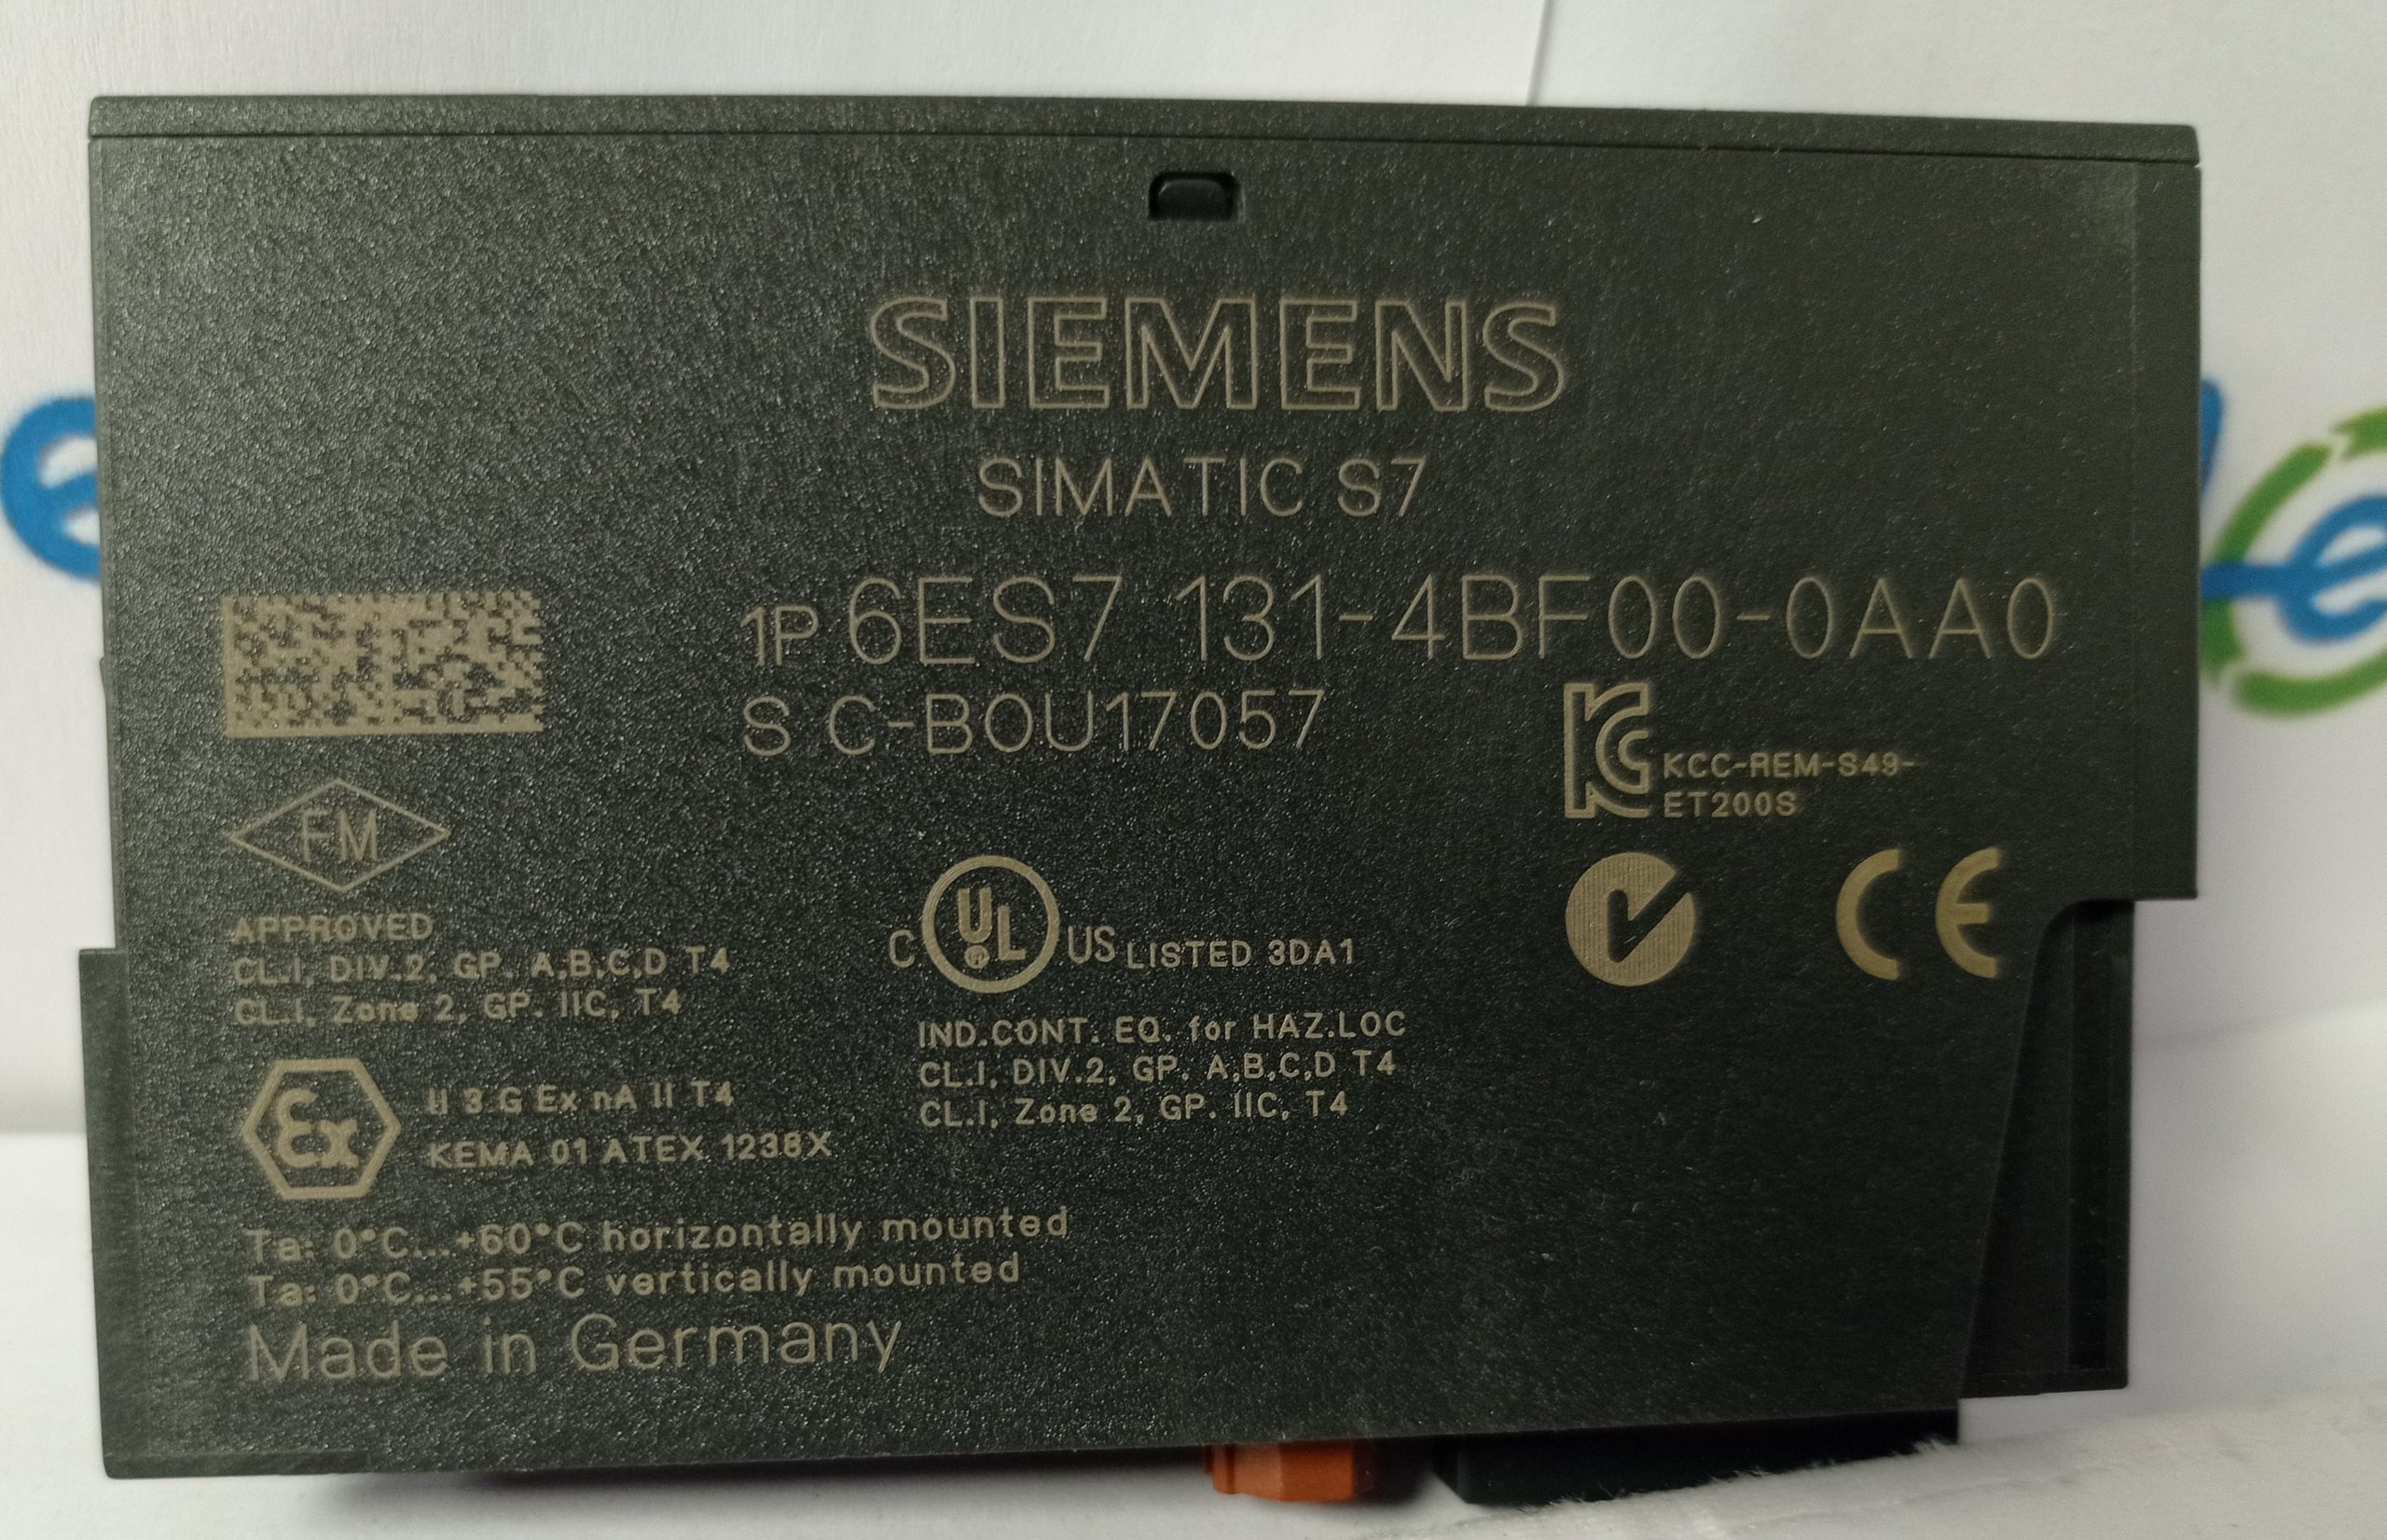 SIEMENS
SIMATIC S7
1P 6ES7 131-4BF00-0AA0
S C-B0U17057
KCC-REM-S49-
ET200S
FM
APPROVED
CL.I, DIV.2, GP. A,B,C,D T4
CL.I, Zone 2, GP. IIC, T4
C UL US LISTED 3DA1
IND.CONT. EQ. for HAZ.LOC
CL.I, DIV.2, GP. A,B,C,D T4
CL.I, Zone 2, GP. IIC, T4
CE
Ex
II 3 G Ex nA II T4
KEMA 01 ATEX 1238X
Ta: 0°C...+60°C horizontally mounted
Ta: 0°C...+55°C vertically mounted
Made in Germany